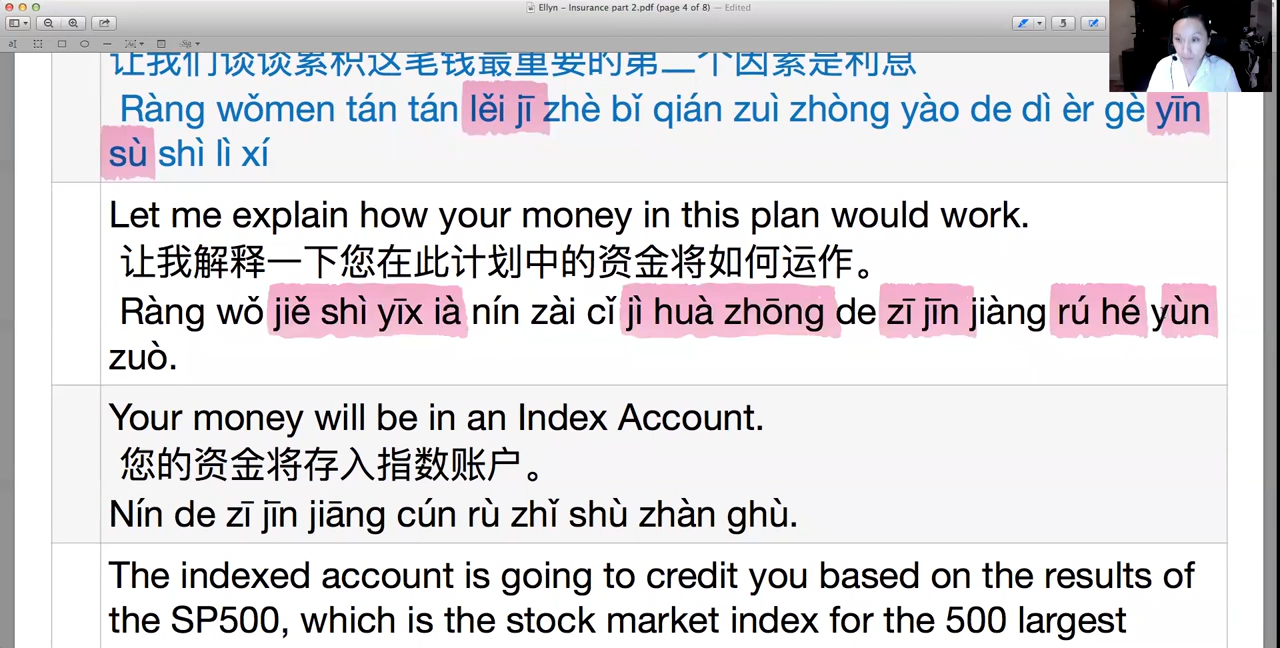 Ellyn – Insurance part 2.pdf (page 4 of 8) — Edited
让我们谈谈累积这笔钱最重要的第二个因素是利息
Ràng wǒmen tán tán lěi jī zhè bǐ qián zuì zhòng yào de dì èr gè yīn
sù shì lì xí
Let me explain how your money in this plan would work.
让我解释一下您在此计划中的资金将如何运作。
Ràng wǒ jiě shì yīx ià nín zài cǐ jì huà zhōng de zī jīn jiàng rú hé yùn
zuò.
Your money will be in an Index Account.
您的资金将存入指数账户。
Nín de zī jīn jiāng cún rù zhǐ shù zhàn ghù.
The indexed account is going to credit you based on the results of
the SP500, which is the stock market index for the 500 largest